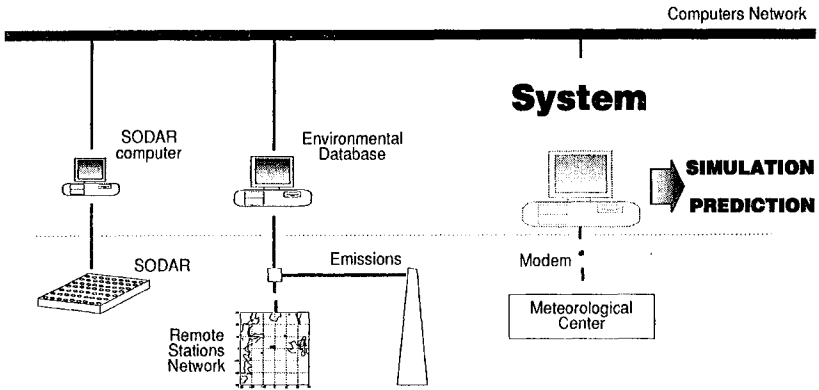 Computers Network
System
SODAR
computer
Environmental
Database
SIMULATION
PREDICTION
SODAR
Emissions
Modem
Meteorological
Center
Remote
Stations
Network